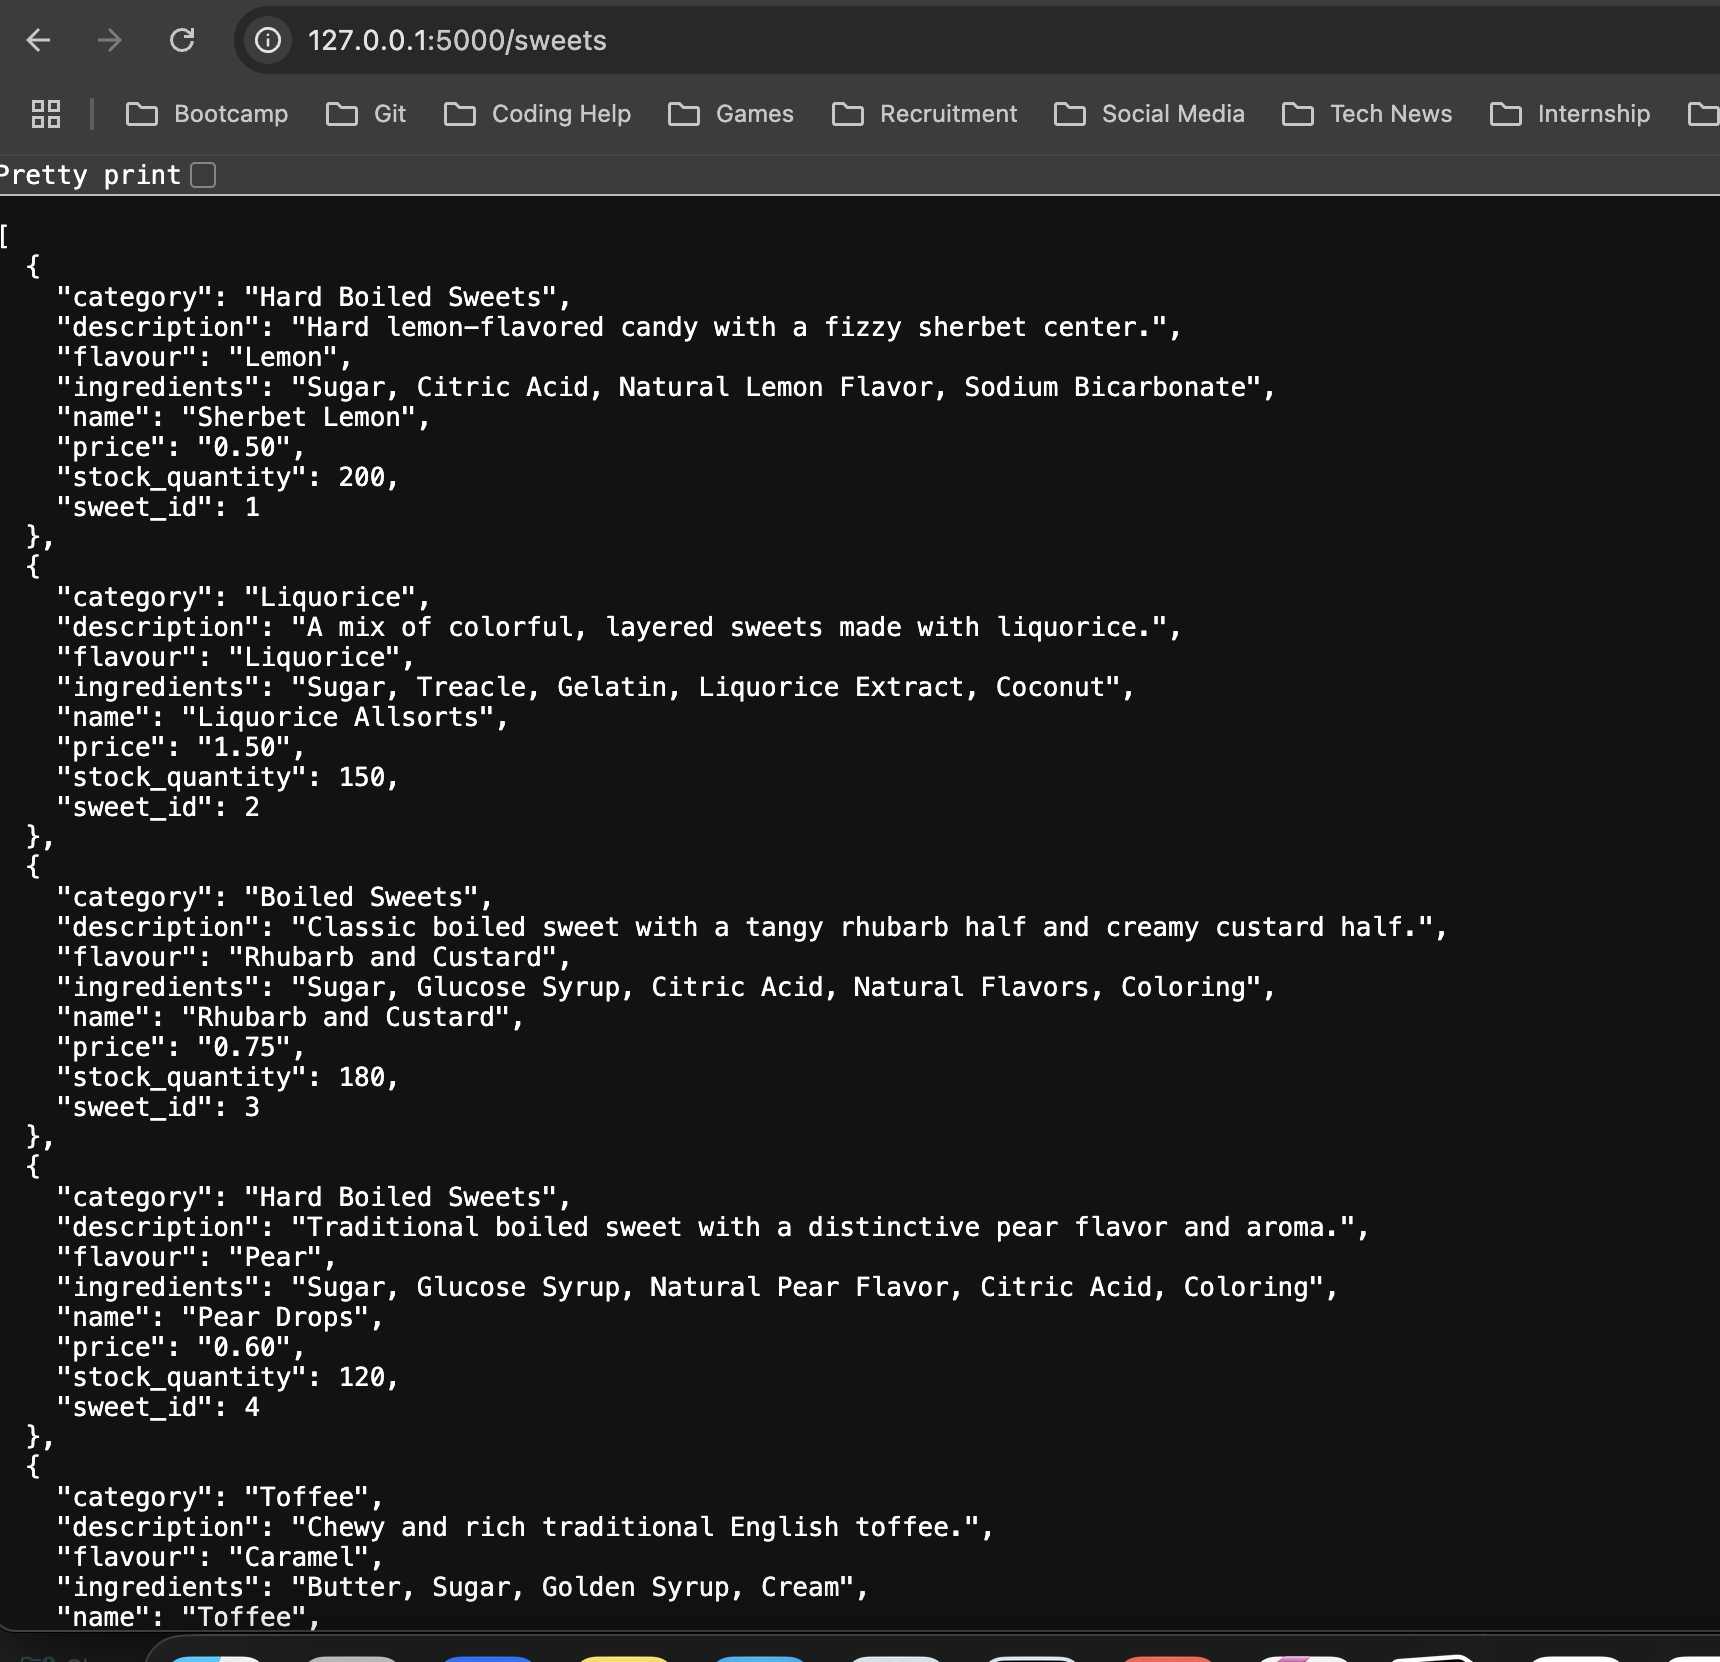 127.0.0.1:5000/sweets
Bootcamp Git Coding Help Games Recruitment Social Media Tech News Internship
Pretty print
[
  {
    "category": "Hard Boiled Sweets",
    "description": "Hard lemon-flavored candy with a fizzy sherbet center.",
    "flavour": "Lemon",
    "ingredients": "Sugar, Citric Acid, Natural Lemon Flavor, Sodium Bicarbonate",
    "name": "Sherbet Lemon",
    "price": "0.50",
    "stock_quantity": 200,
    "sweet_id": 1
  },
  {
    "category": "Liquorice",
    "description": "A mix of colorful, layered sweets made with liquorice.",
    "flavour": "Liquorice",
    "ingredients": "Sugar, Treacle, Gelatin, Liquorice Extract, Coconut",
    "name": "Liquorice Allsorts",
    "price": "1.50",
    "stock_quantity": 150,
    "sweet_id": 2
  },
  {
    "category": "Boiled Sweets",
    "description": "Classic boiled sweet with a tangy rhubarb half and creamy custard half.",
    "flavour": "Rhubarb and Custard",
    "ingredients": "Sugar, Glucose Syrup, Citric Acid, Natural Flavors, Coloring",
    "name": "Rhubarb and Custard",
    "price": "0.75",
    "stock_quantity": 180,
    "sweet_id": 3
  },
  {
    "category": "Hard Boiled Sweets",
    "description": "Traditional boiled sweet with a distinctive pear flavor and aroma.",
    "flavour": "Pear",
    "ingredients": "Sugar, Glucose Syrup, Natural Pear Flavor, Citric Acid, Coloring",
    "name": "Pear Drops",
    "price": "0.60",
    "stock_quantity": 120,
    "sweet_id": 4
  },
  {
    "category": "Toffee",
    "description": "Chewy and rich traditional English toffee.",
    "flavour": "Caramel",
    "ingredients": "Butter, Sugar, Golden Syrup, Cream",
    "name": "Toffee",